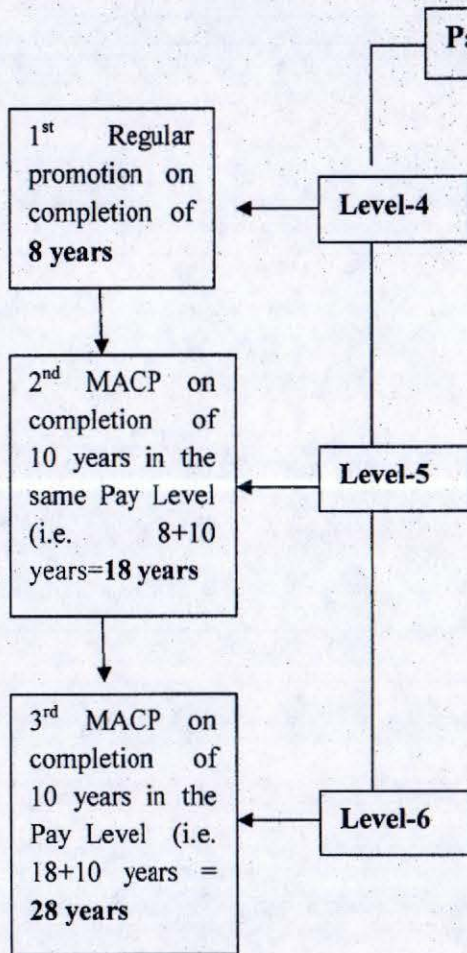 Pa
1st Regular
promotion on
completion of
8 years
Level-4
2nd MACP on
completion of
10 years in the
same Pay Level
(i.e. 8+10
years=18 years
Level-5
3rd MACP on
completion of
10 years in the
Pay Level (i.e.
18+10 years =
28 years
Level-6